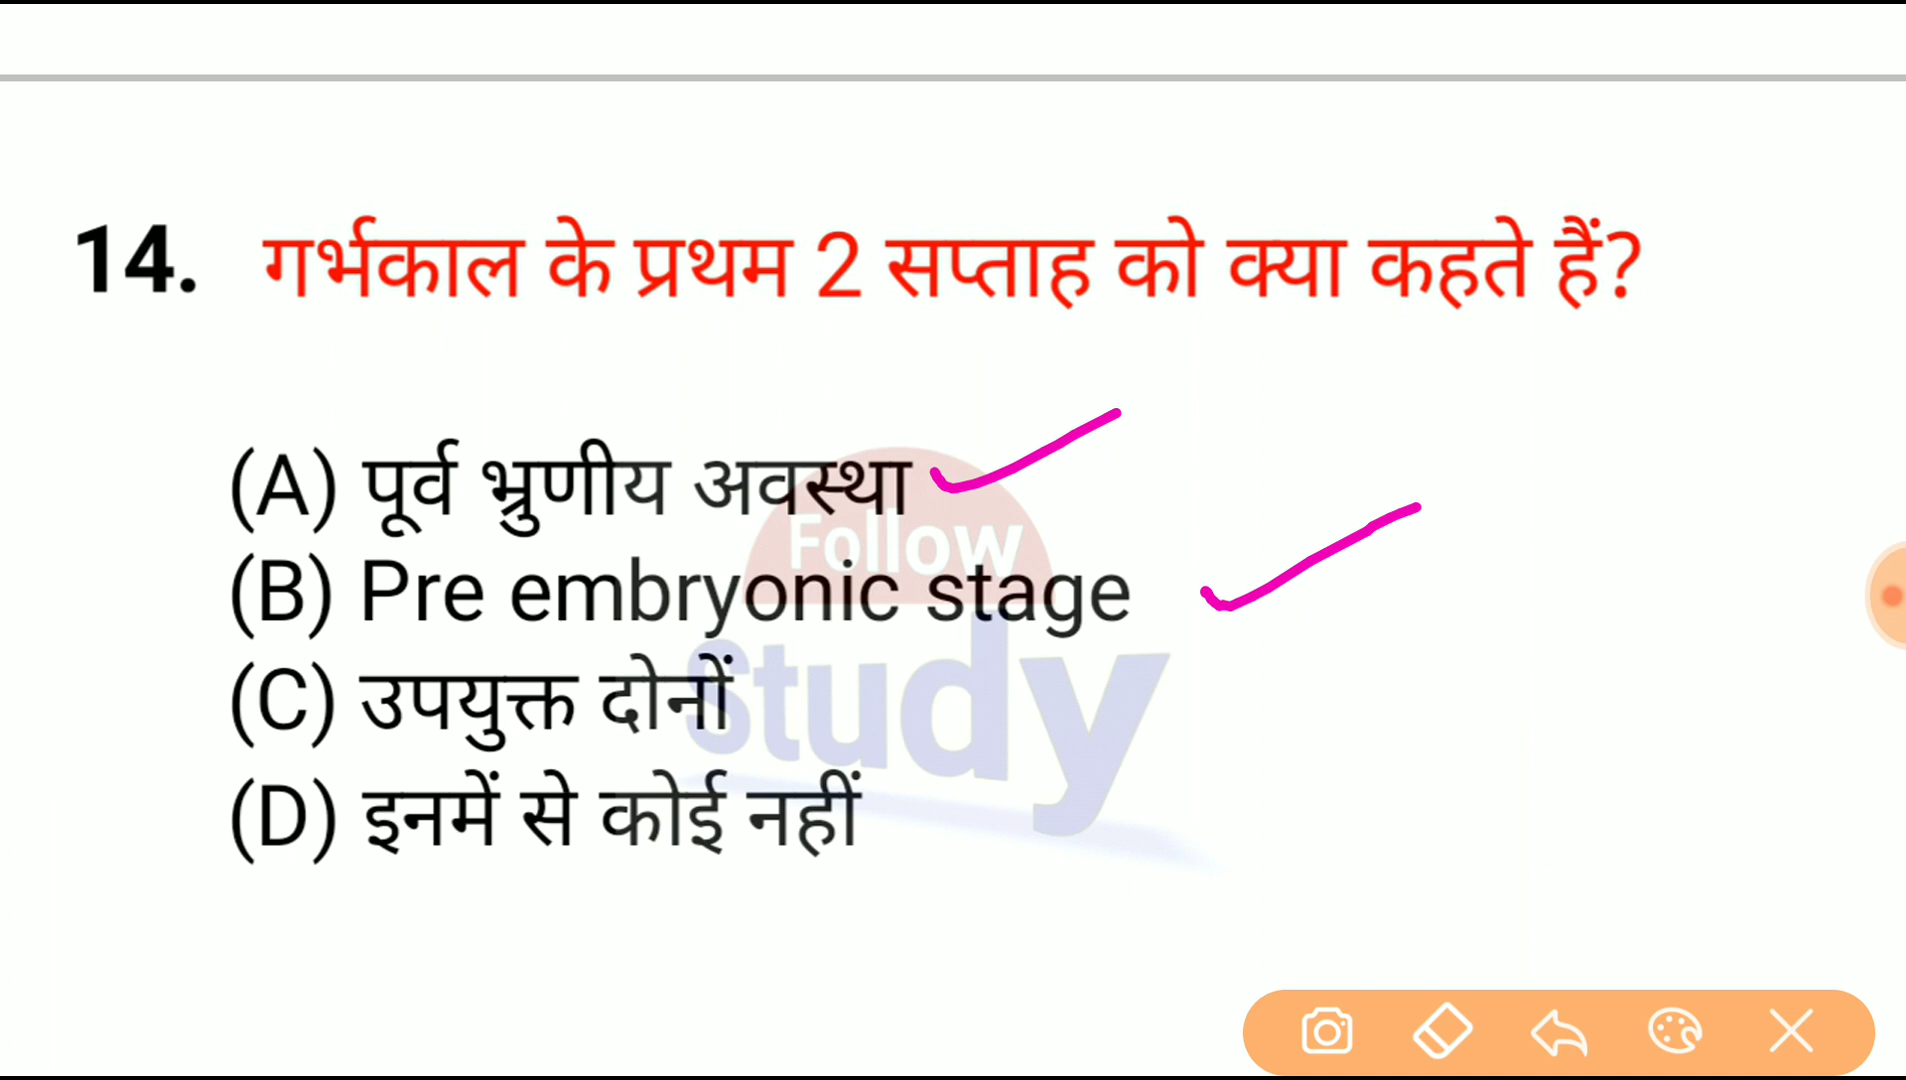 14. गर्भकाल के प्रथम 2 सप्ताह को क्या कहते हैं?
(A) पूर्व भ्रुणीय अवस्था
(B) Pre embryonic stage
(C) उपयुक्त दोनों
(D) इनमें से कोई नहीं
Follow
Study